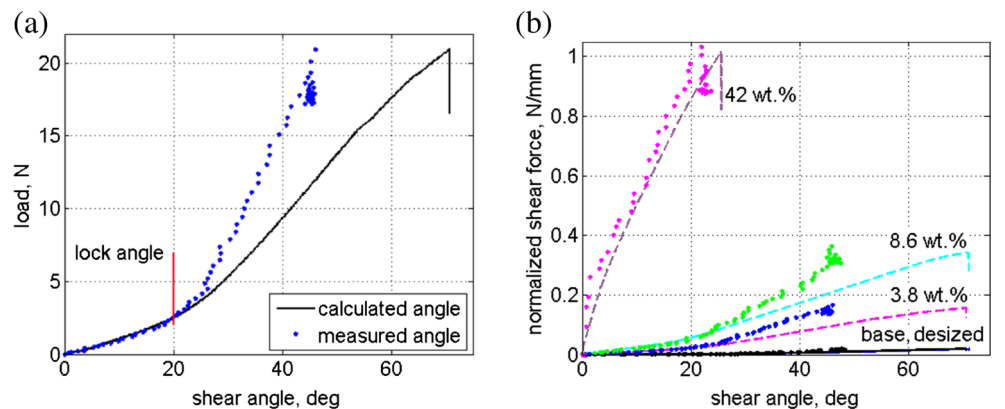 (a)
load, N
20
15
10
5
0
0
20
40
60
lock angle
calculated angle
measured angle
shear angle, deg
(b)
normalized shear force, N/mm
1
0.8
0.6
0.4
0.2
0
0
20
40
60
42 wt.%
8.6 wt.%
3.8 wt.%
base, desized
shear angle, deg